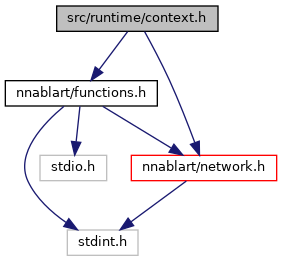 src/runtime/context.h
nnablart/functions.h
stdio.h
nnablart/network.h
stdint.h